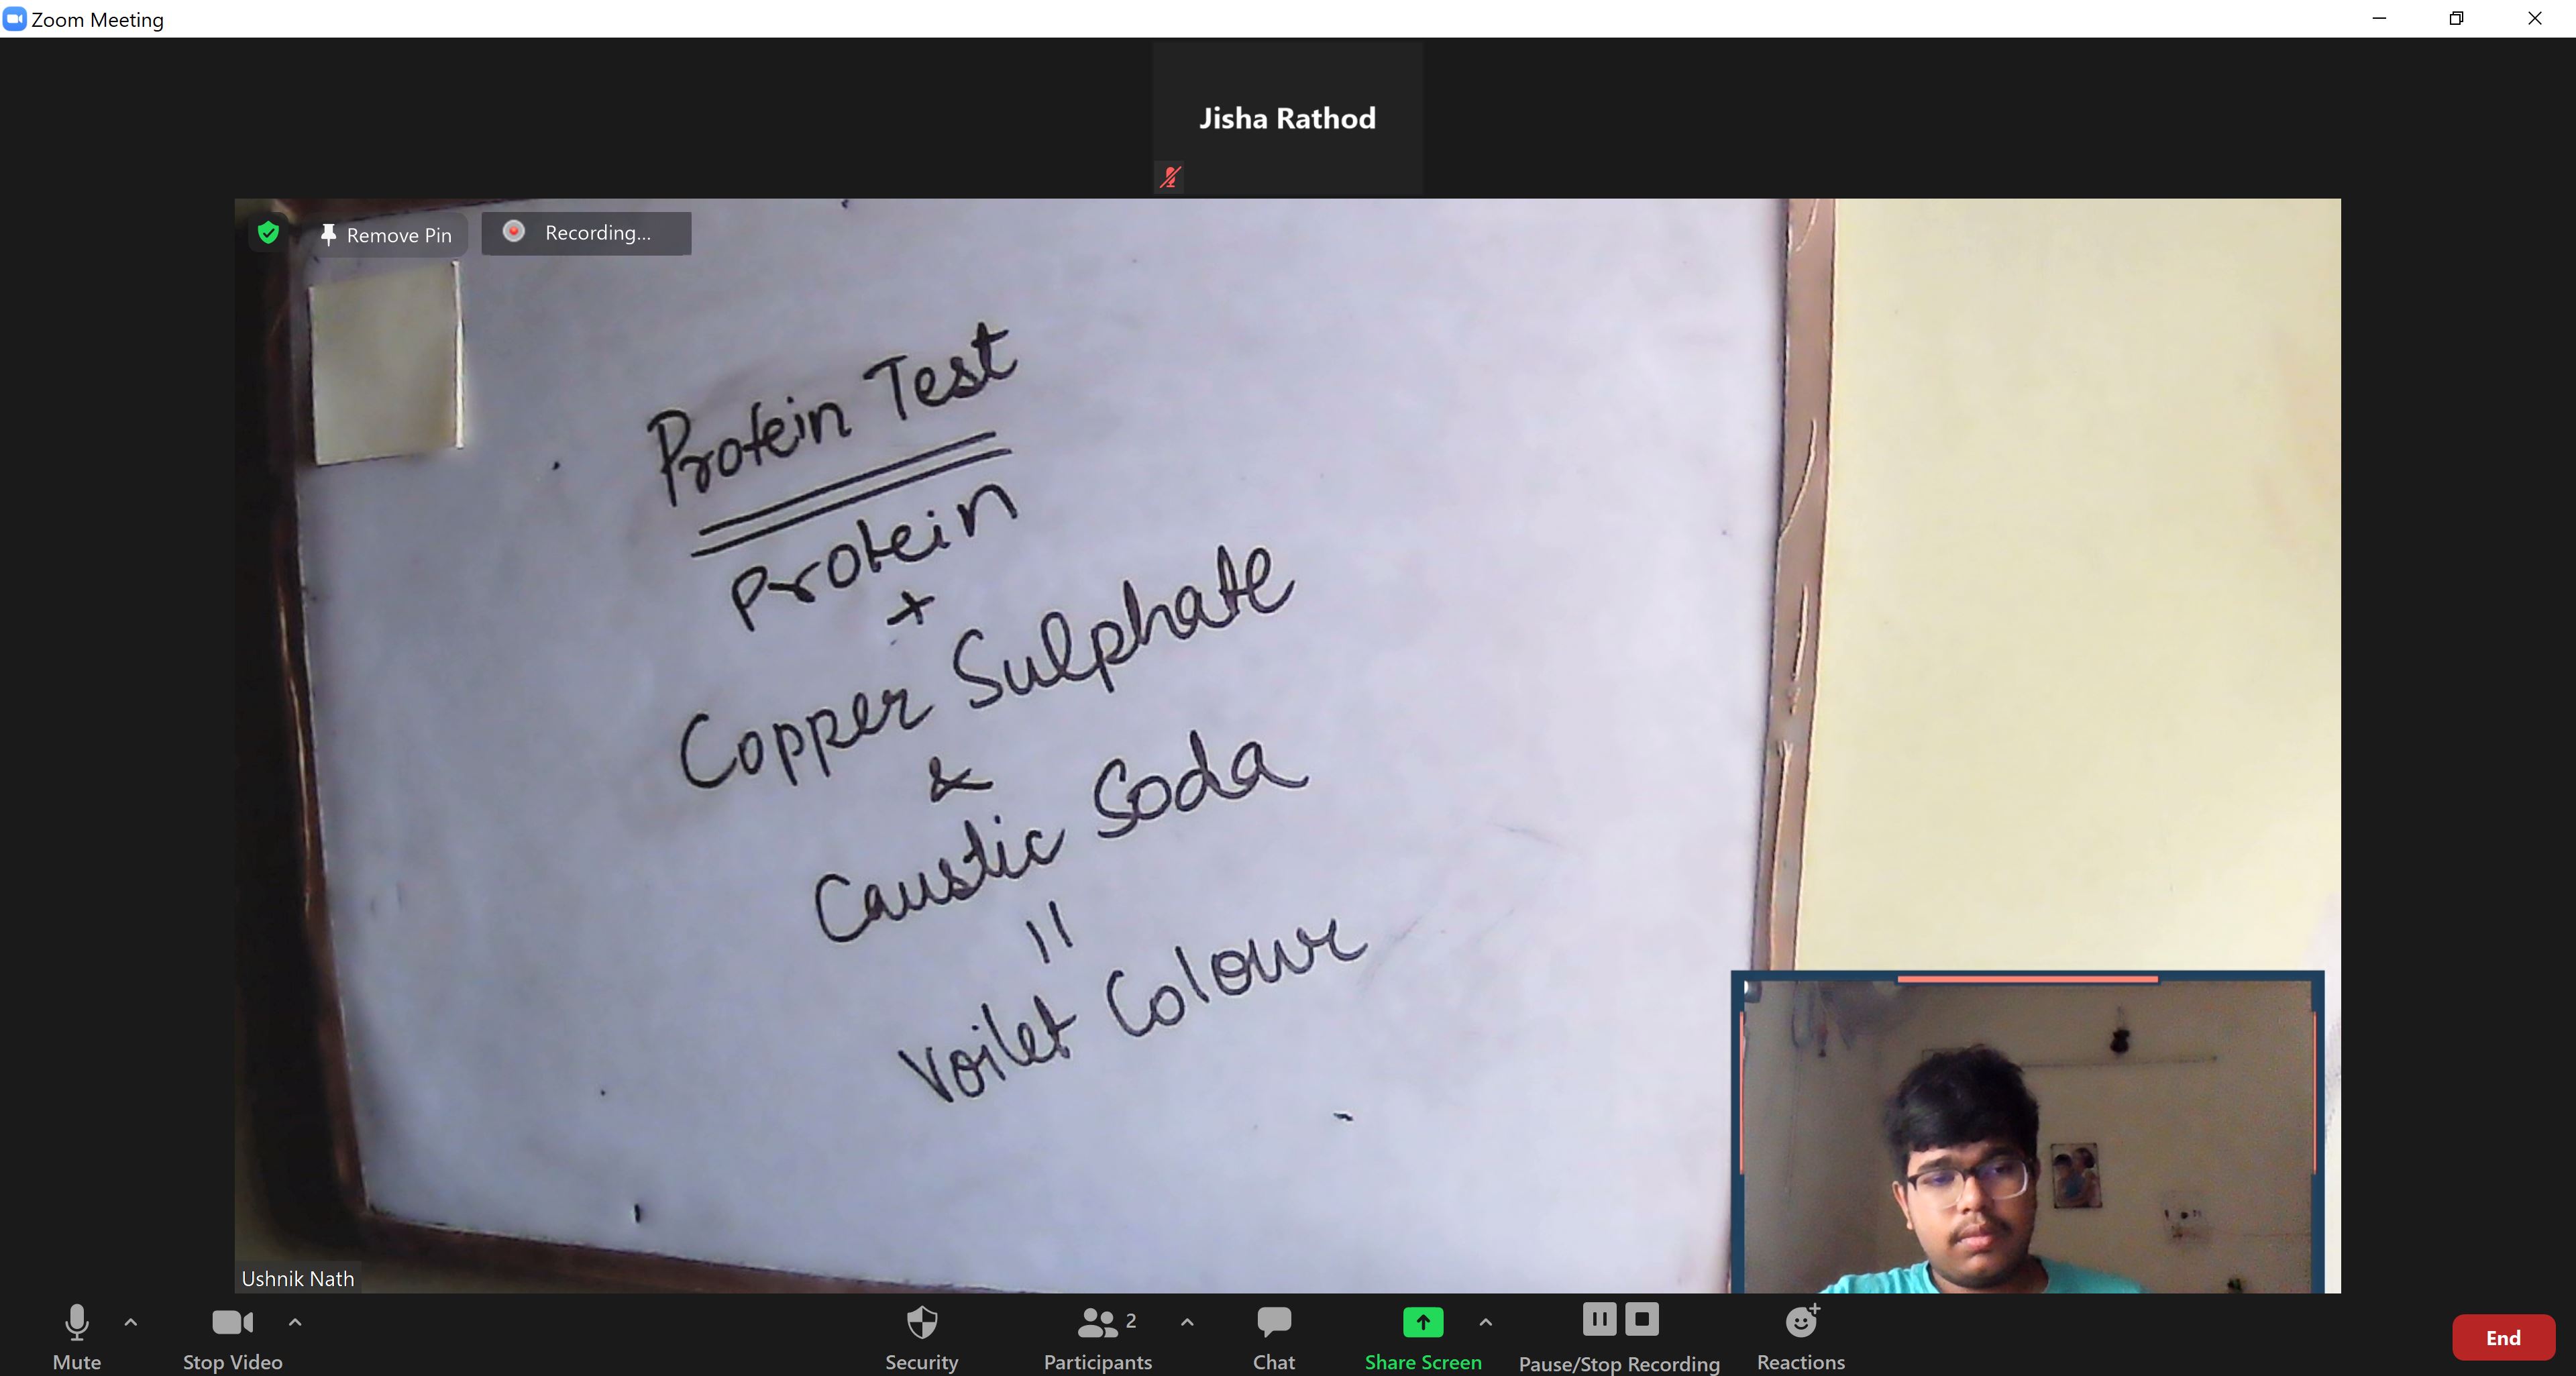 Zoom Meeting
Jisha Rathod
Remove Pin
Recording...
Protein Test
Protein
+
Copper Sulphate
&
Caustic Soda
=
Voilet Colour
Ushnik Nath
Mute
Stop Video
Security
2
Participants
Chat
Share Screen
Pause/Stop Recording
Reactions
End